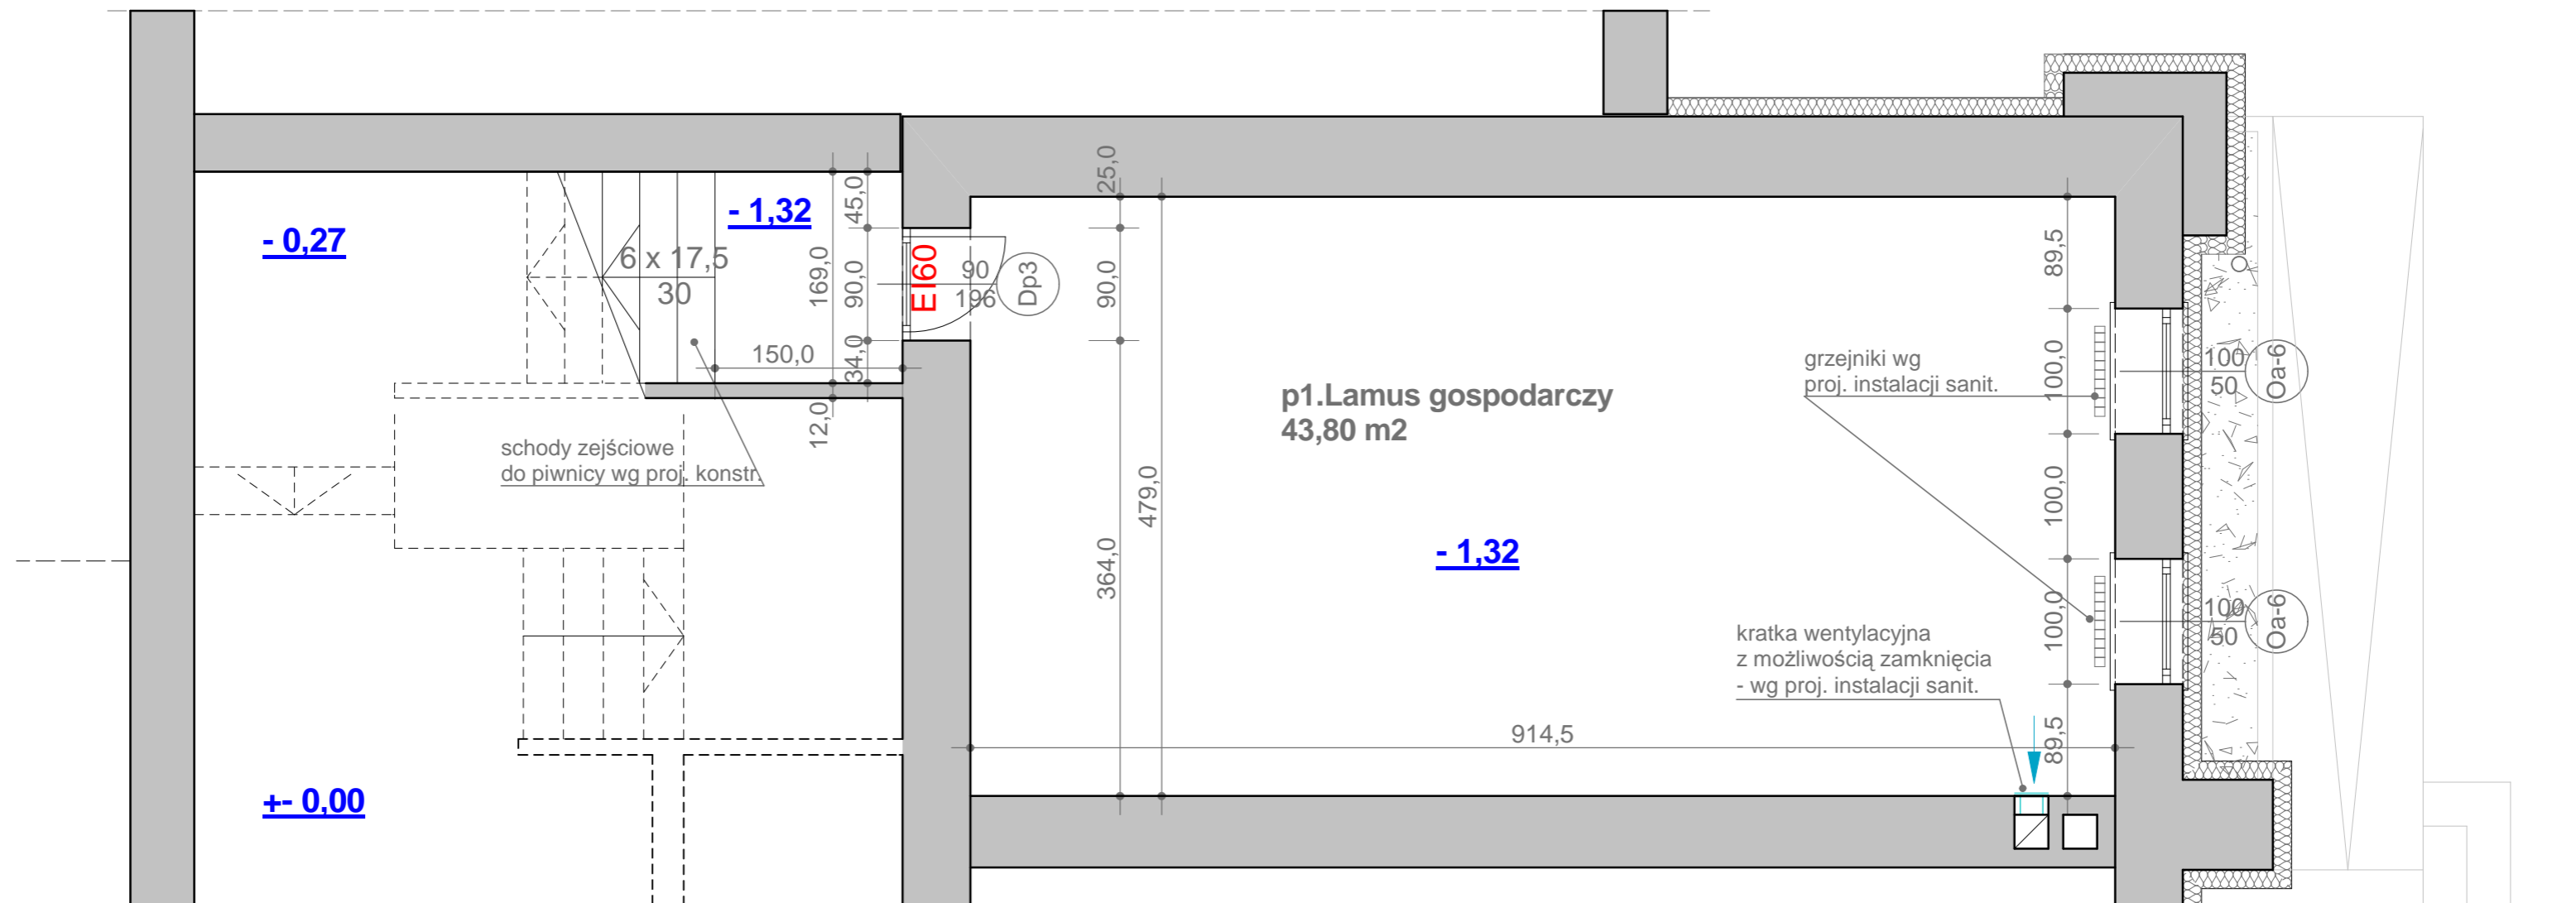 - 0,27
- 1,32
6 x 17,5
30
169,0
45,0
90,0
34,0
12,0
150,0
EI60
90
196
Dp3
25,0
90,0
364,0
479,0
schody zejściowe
do piwnicy wg proj. konstr.
+- 0,00
p1.Lamus gospodarczy
43,80 m2
- 1,32
914,5
grzejniki wg
proj. instalacji sanit.
kratka wentylacyjna
z możliwością zamknięcia
- wg proj. instalacji sanit.
89,5
100,0
100,0
100,0
89,5
100
50
Oa-6
100
50
Oa-6